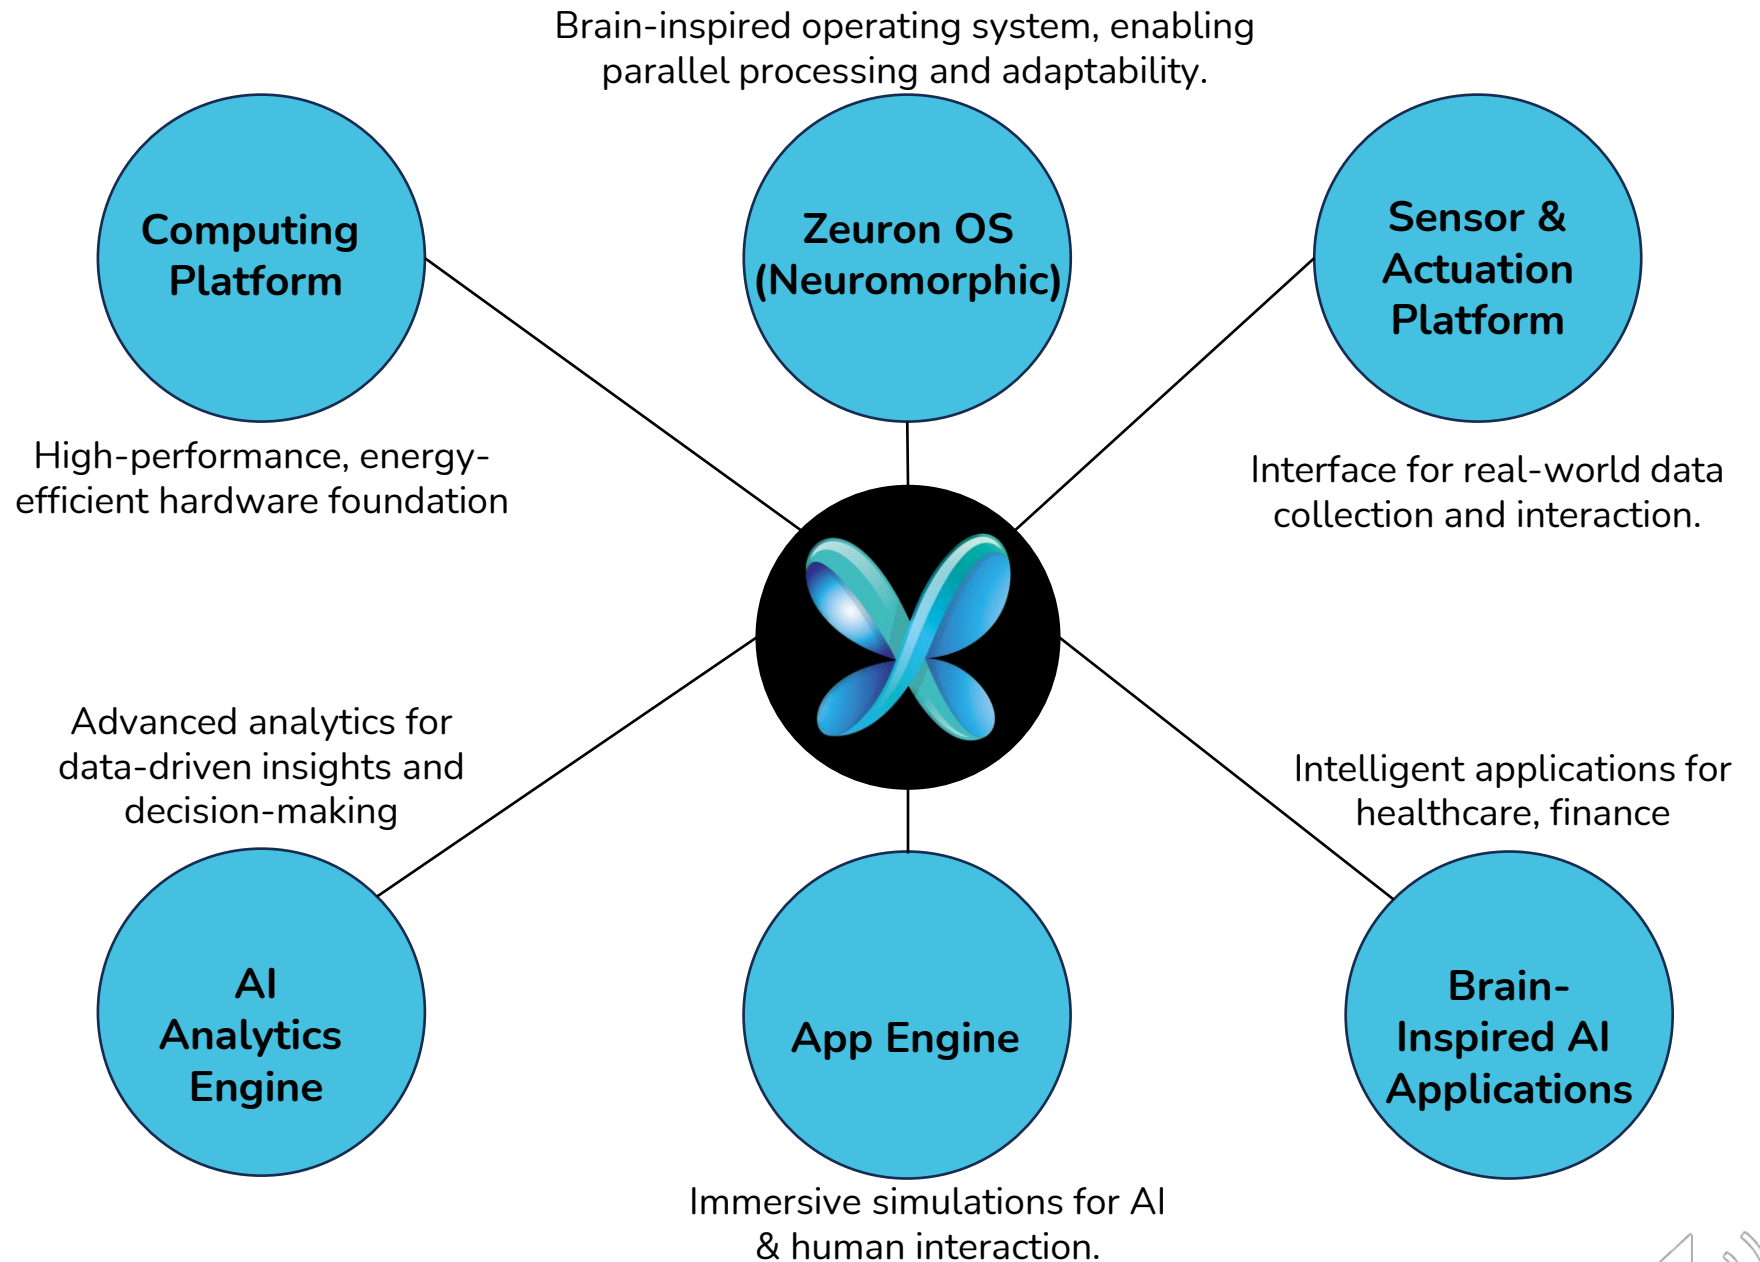 Brain-inspired operating system, enabling
parallel processing and adaptability.
Computing
Platform
High-performance, energy-
efficient hardware foundation
Zeuron OS
(Neuromorphic)
Sensor &
Actuation
Platform
Interface for real-world data
collection and interaction.
Advanced analytics for
data-driven insights and
decision-making
AI
Analytics
Engine
App Engine
Immersive simulations for AI
& human interaction.
Intelligent applications for
healthcare, finance
Brain-
Inspired AI
Applications